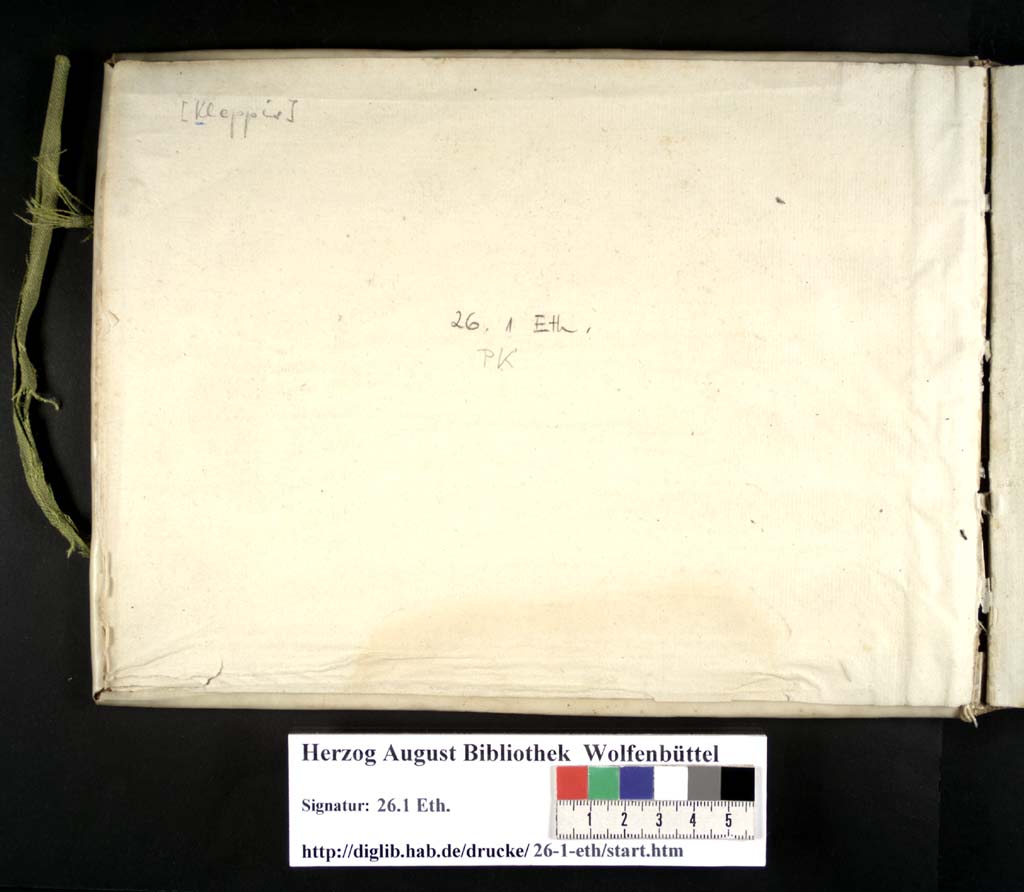 [Kleppis]
26. 1 Eth.
PK
Herzog August Bibliothek Wolfenbüttel
Signatur: 26.1 Eth.
1 2 3 4 5
http://diglib.hab.de/drucke/ 26-1-eth/start.htm